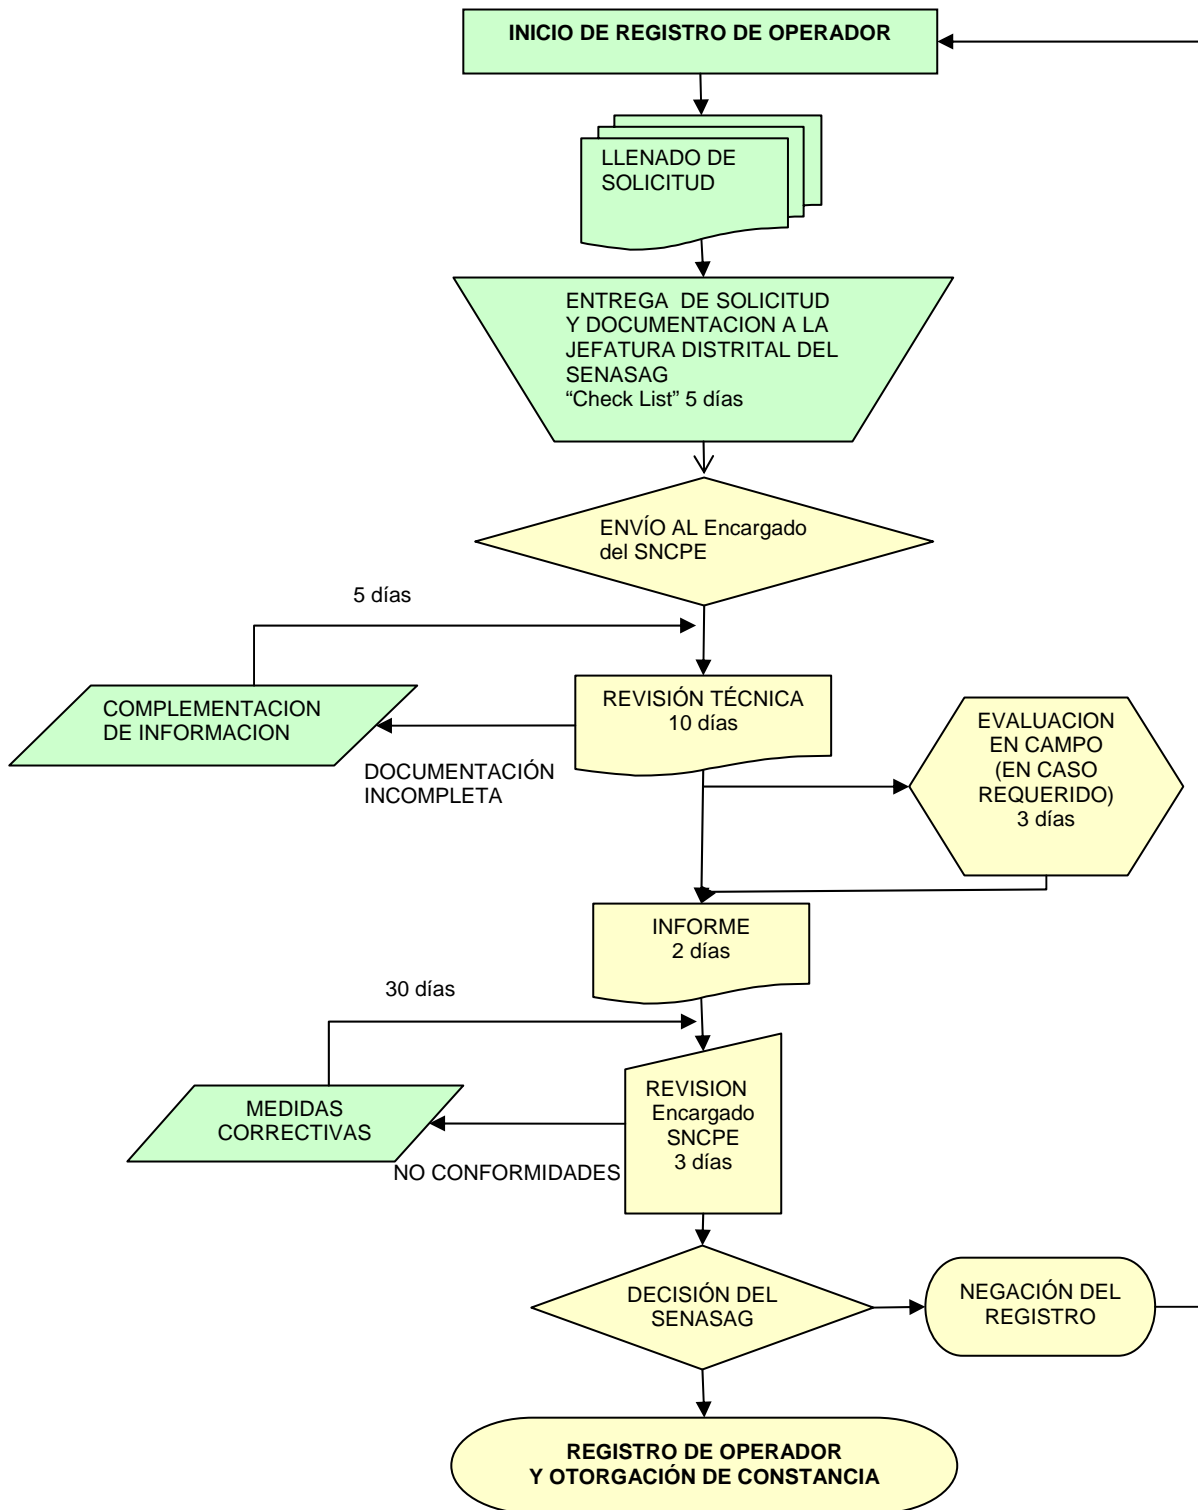 INICIO DE REGISTRO DE OPERADOR
LLENADO DE
SOLICITUD
ENTREGA  DE SOLICITUD
Y DOCUMENTACION A LA
JEFATURA DISTRITAL DEL
SENASAG
“Check List” 5 días
ENVÍO AL Encargado
del SNCPE
5 días
COMPLEMENTACION
DE INFORMACION
REVISIÓN TÉCNICA
10 días
DOCUMENTACIÓN
INCOMPLETA
EVALUACION
EN CAMPO
(EN CASO
REQUERIDO)
3 días
INFORME
2 días
30 días
MEDIDAS
CORRECTIVAS
REVISION
Encargado
SNCPE
3 días
NO CONFORMIDADES
DECISIÓN DEL
SENASAG
NEGACIÓN DEL
REGISTRO
REGISTRO DE OPERADOR
Y OTORGACIÓN DE CONSTANCIA